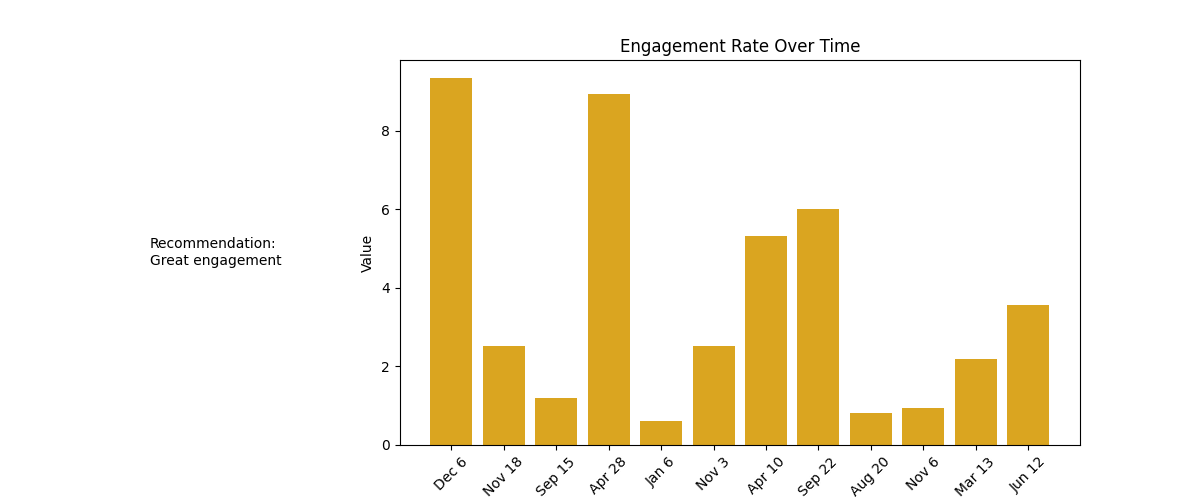 Engagement Rate Over Time
8
6
4
2
0
Value
Recommendation:
Great engagement
Dec 6
Nov 18
Sep 15
Apr 28
Jan 6
Nov 3
Apr 10
Sep 22
Aug 20
Nov 6
Mar 13
Jun 12